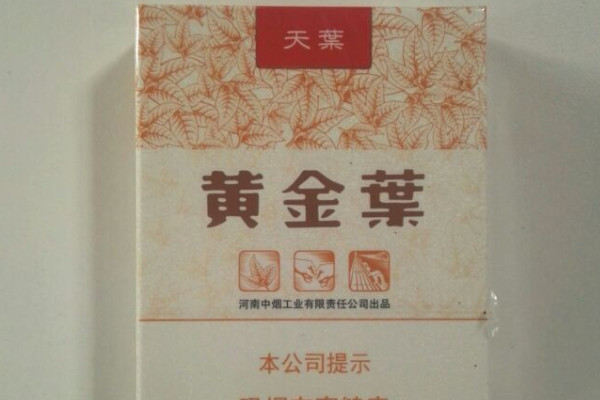 天葉
黄金葉
河南中烟工业有限责任公司出品
本公司提示